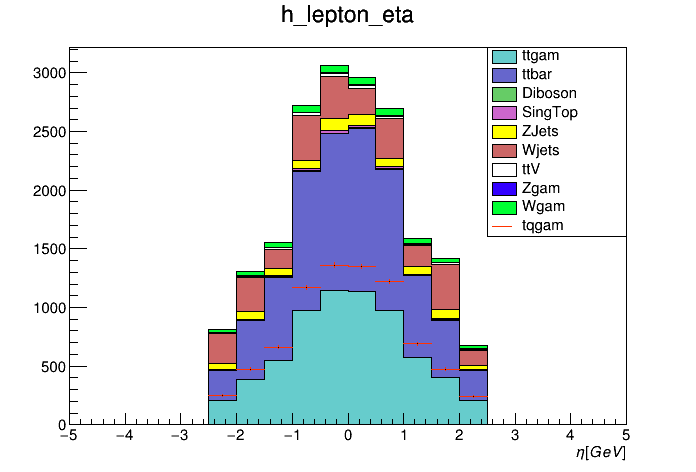 h_lepton_eta
3000
2500
2000
1500
1000
500
0
−5 −4 −3 −2 −1 0 1 2 3 4 5
η[GeV]
ttgam
ttbar
Diboson
SingTop
ZJets
Wjets
ttV
Zgam
Wgam
tqgam